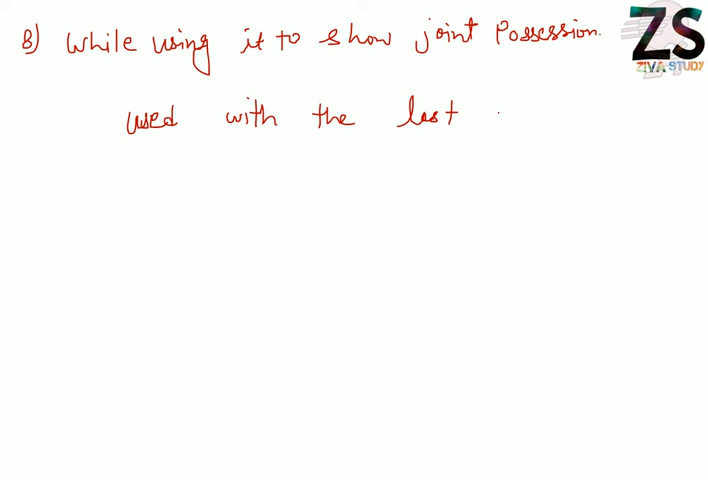 8) While using it to show joint Possession.
used with the last
ZS
ZIVA STUDY